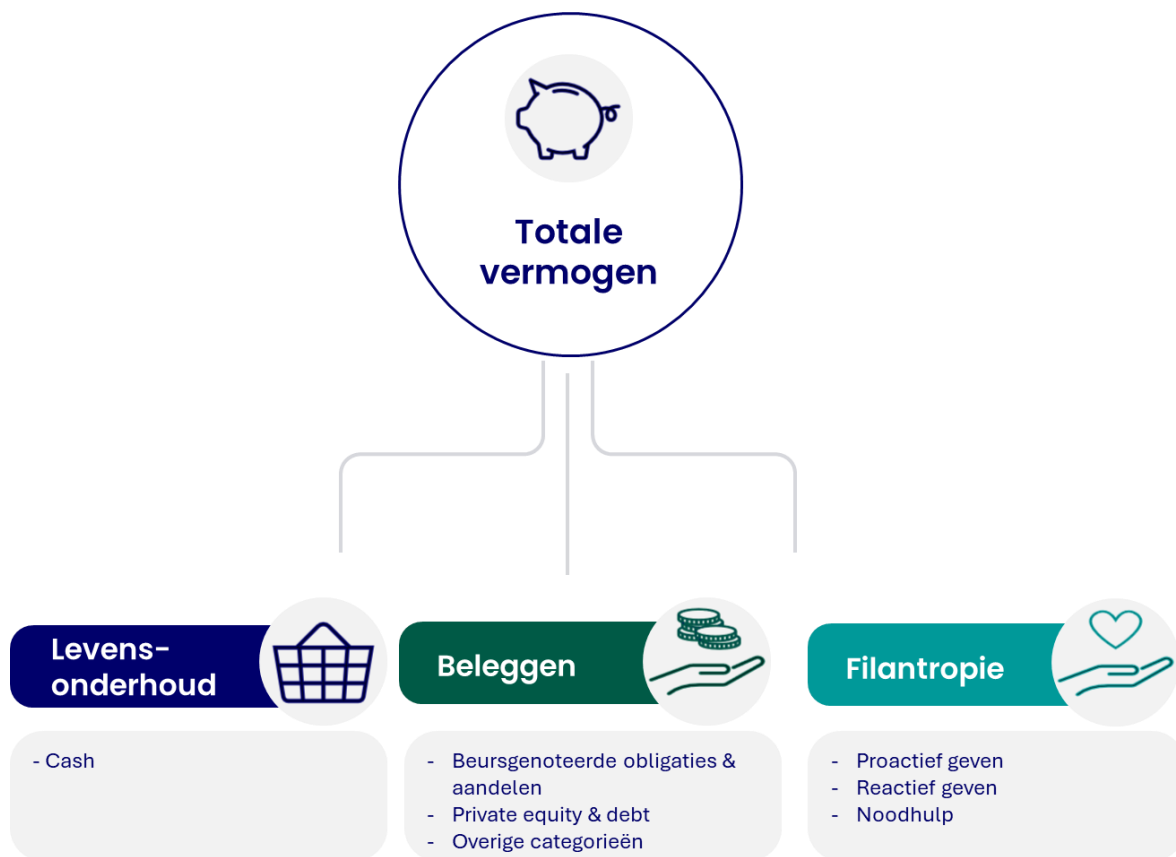 Totale
vermogen
Levens-
onderhoud
- Cash
Beleggen
- Beursgenoteerde obligaties &
aandelen
- Private equity & debt
- Overige categorieën
Filantropie
- Proactief geven
- Reactief geven
- Noodhulp